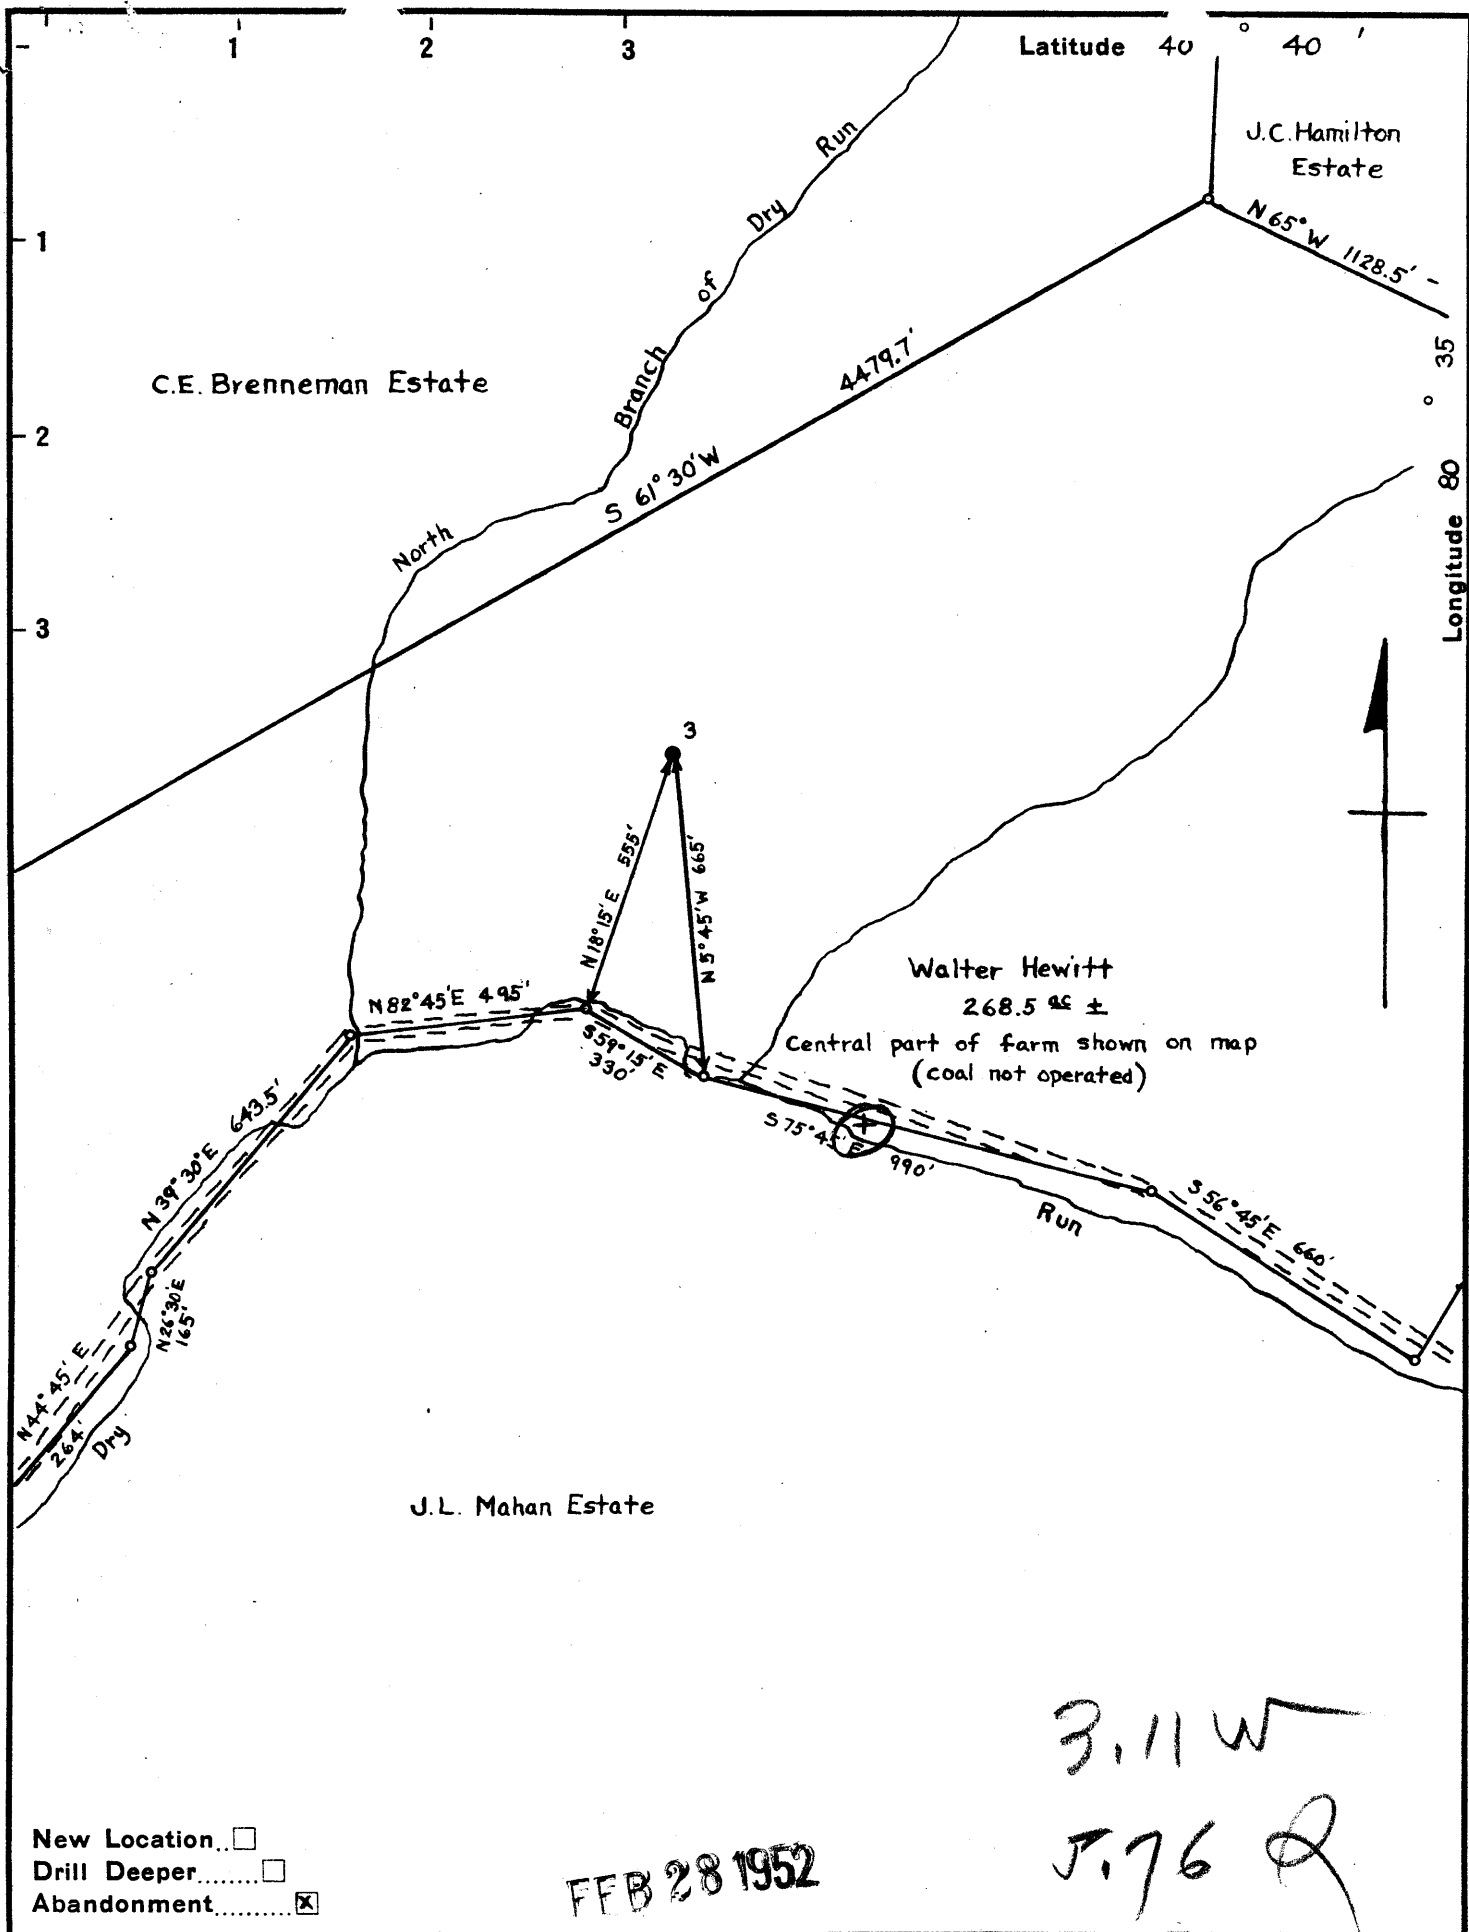 1 2 3
Latitude 40° 40'
J.C. Hamilton
Estate
N 65° W 1128.5'
1
2
3
Longitude 80° 35
North Branch of Dry Run
C.E. Brenneman Estate
S 61° 30' W 4479.7'
3
N 18° 15' E 555'
N 5° 45' W 665'
Walter Hewitt
268.5 ac ±
Central part of farm shown on map
(coal not operated)
N 82° 45' E 495'
S 59° 15' E
330'
S 75° 45' E 990'
S 56° 45' E 660'
N 39° 30° E 643.5'
N 26° 30' E
165'
N 44° 45' E
264'
Dry Run
J.L. Mahan Estate
3.11 W
5.76
New Location..☐
Drill Deeper........☐
Abandonment..........☒
FEB 28 1952